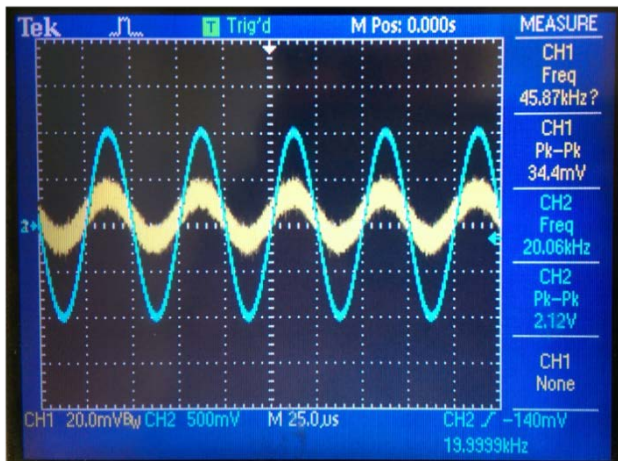 Tek T Trig'd M Pos: 0.000s MEASURE
CH1
Freq
45.87kHz?
CH1
Pk-Pk
34.4mV
CH2
Freq
20.06kHz
CH2
Pk-Pk
2.12V
CH1
None
CH1 20.0mVBW CH2 500mV M 25.0µs CH2 / -140mV
19.9999kHz